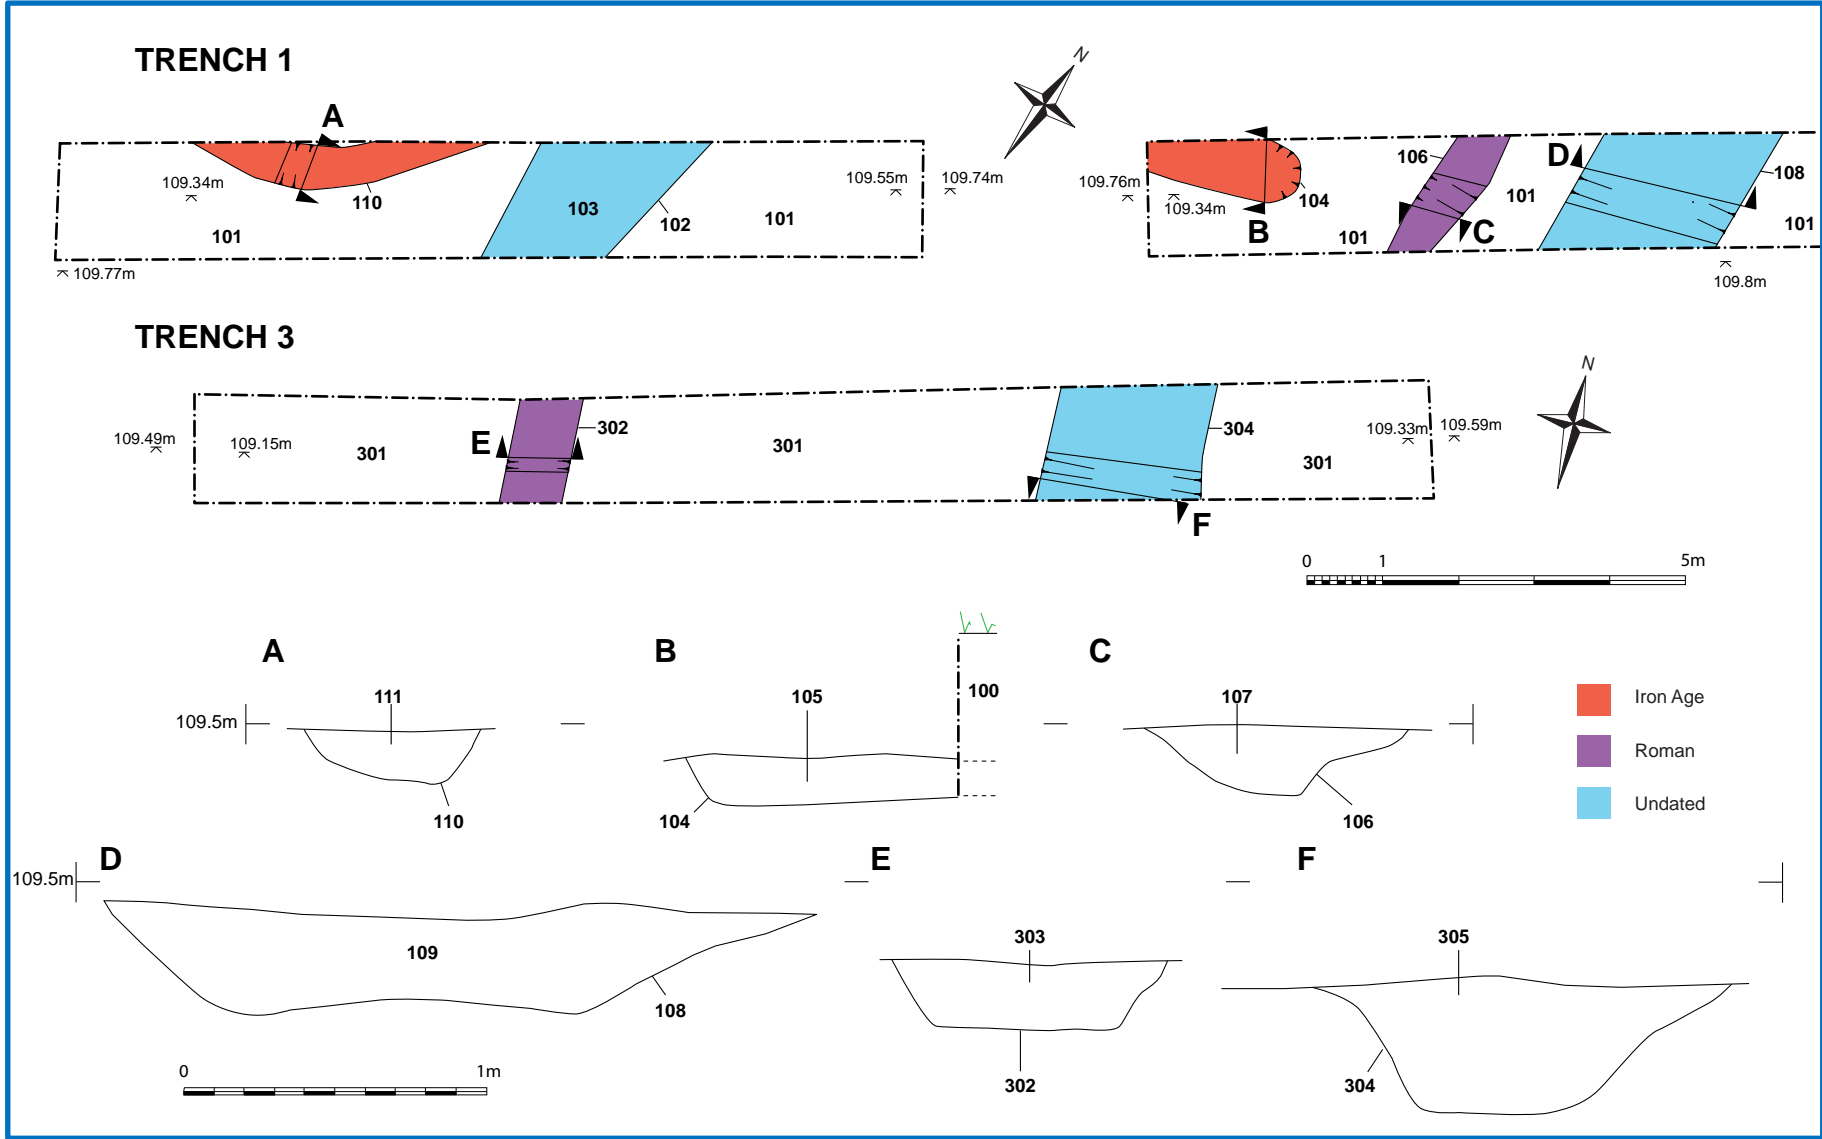 TRENCH 1
N
A
109.34m
110
101
103
102
101
109.55m
109.74m
109.77m
109.76m
109.34m
B
104
101
106
C
101
D
108
101
109.8m
TRENCH 3
N
109.49m
109.15m
301
E
302
301
304
F
301
109.33m
109.59m
0 1 5m
A
109.5m
111
110
B
105
100
104
C
107
106
Iron Age
Roman
Undated
D
109.5m
109
108
E
303
302
F
305
304
0 1m